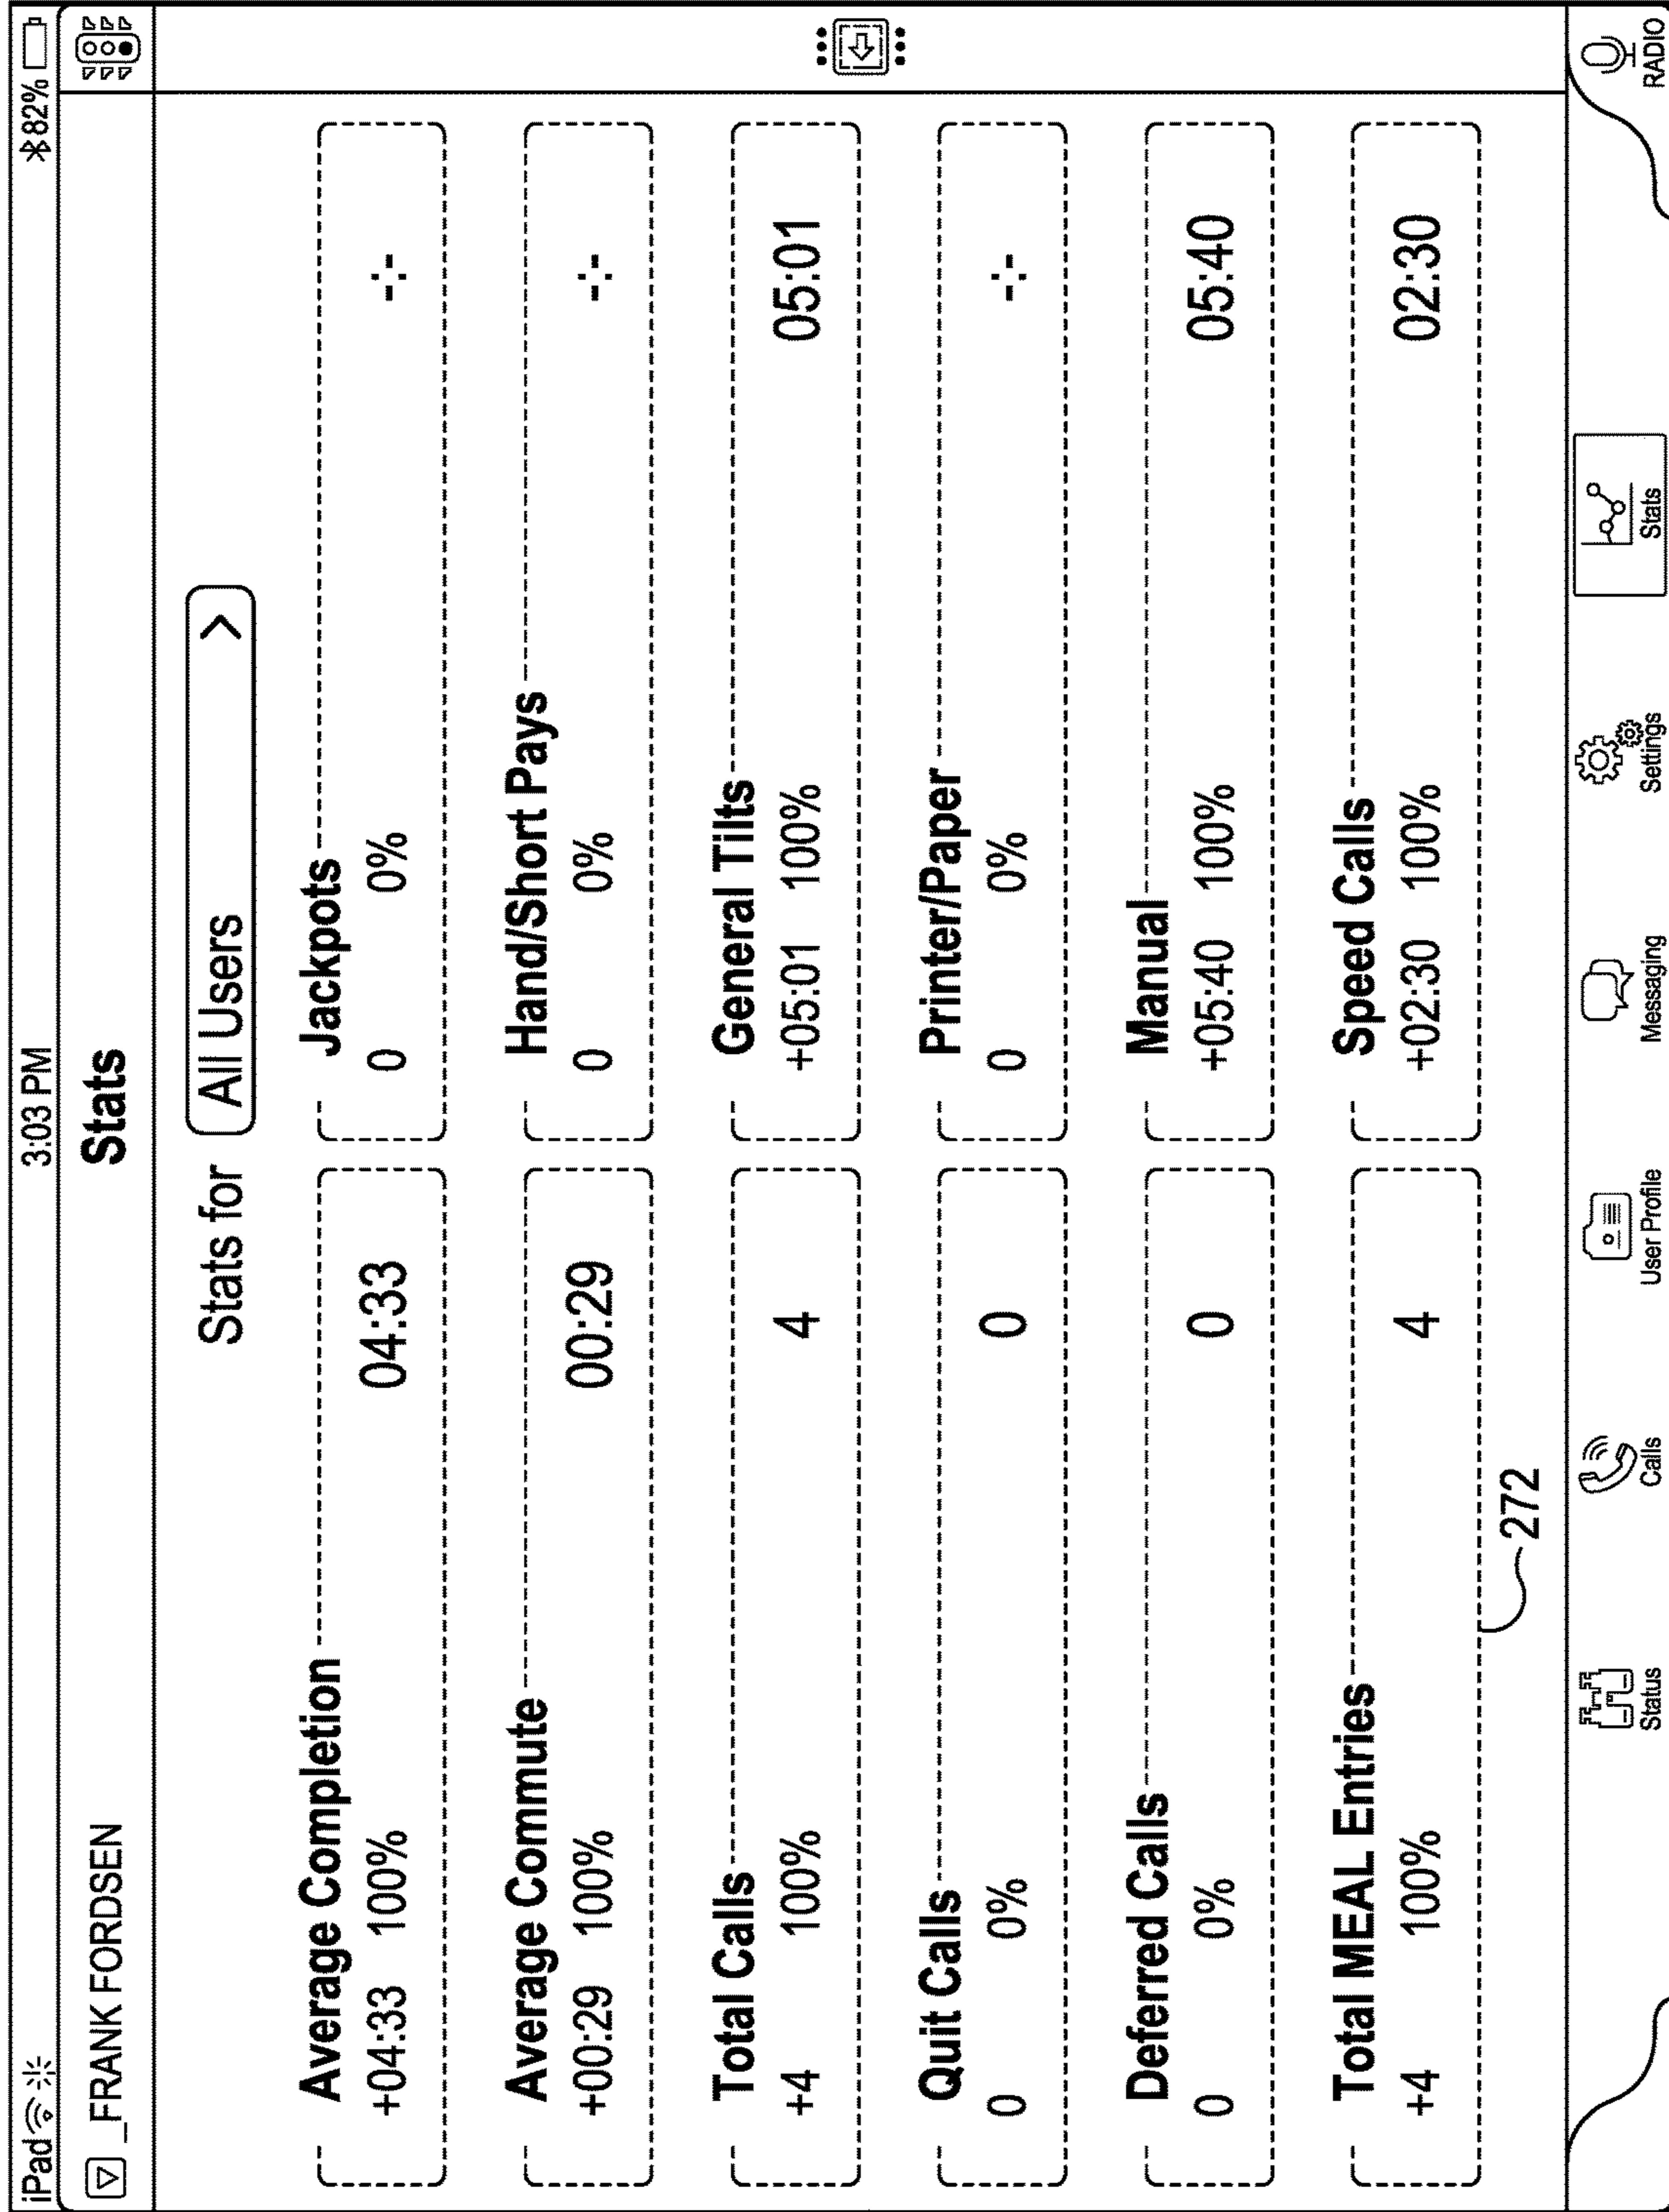 iPad 3:03 PM 82%
_FRANK FORDSEN Stats
Stats for All Users >
Average Completion
+04:33 100% 04:33
Jackpots
0 0% -:-
Average Commute
+00:29 100% 00:29
Hand/Short Pays
0 0% -:-
Total Calls
+4 100% 4
General Tilts
+05:01 100% 05:01
Quit Calls
0 0% 0
Printer/Paper
0 0% -:-
Deferred Calls
0 0% 0
Manual
+05:40 100% 05:40
Total MEAL Entries
+4 100% 4
Speed Calls
+02:30 100% 02:30
272
Status Calls User Profile Messaging Settings Stats RADIO